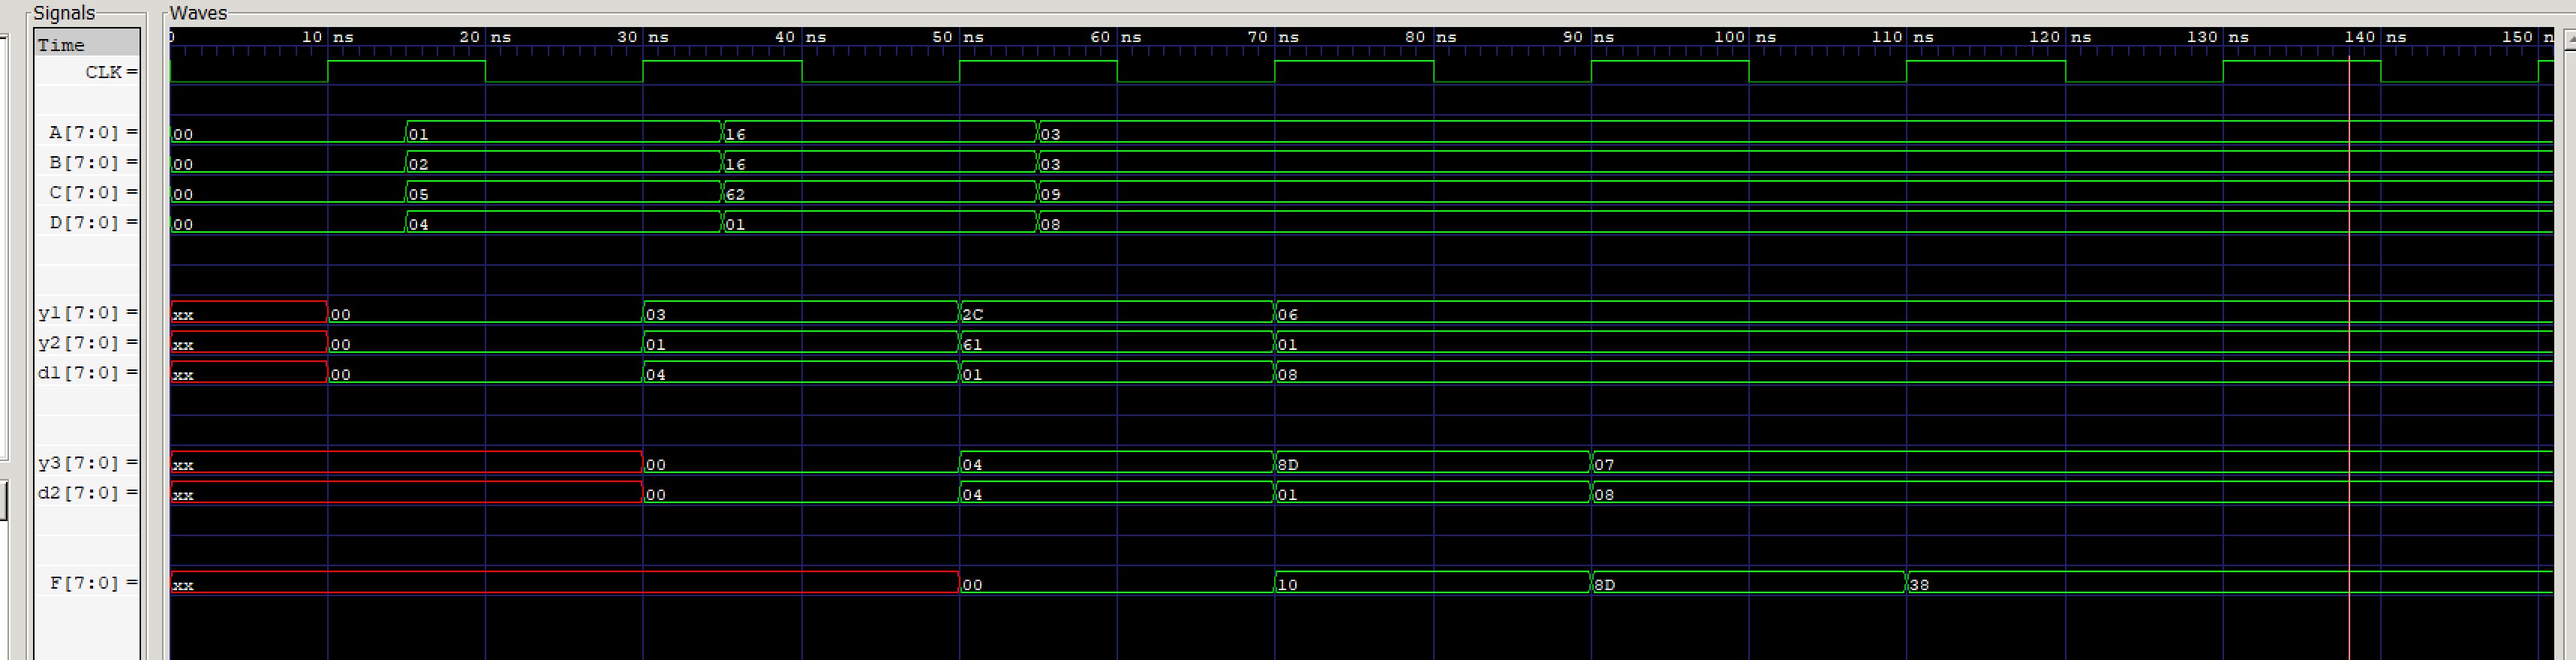 Signals Waves
Time 0 10 ns 20 ns 30 ns 40 ns 50 ns 60 ns 70 ns 80 ns 90 ns 100 ns 110 ns 120 ns 130 ns 140 ns 150 n
CLK =
A[7:0] = 00 01 16 03
B[7:0] = 00 02 16 03
C[7:0] = 00 05 62 09
D[7:0] = 00 04 01 08
y1[7:0] = xx 00 03 2C 06
y2[7:0] = xx 00 01 61 01
d1[7:0] = xx 00 04 01 08
y3[7:0] = xx 00 04 8D 07
d2[7:0] = xx 00 04 01 08
F[7:0] = xx 00 10 8D 38